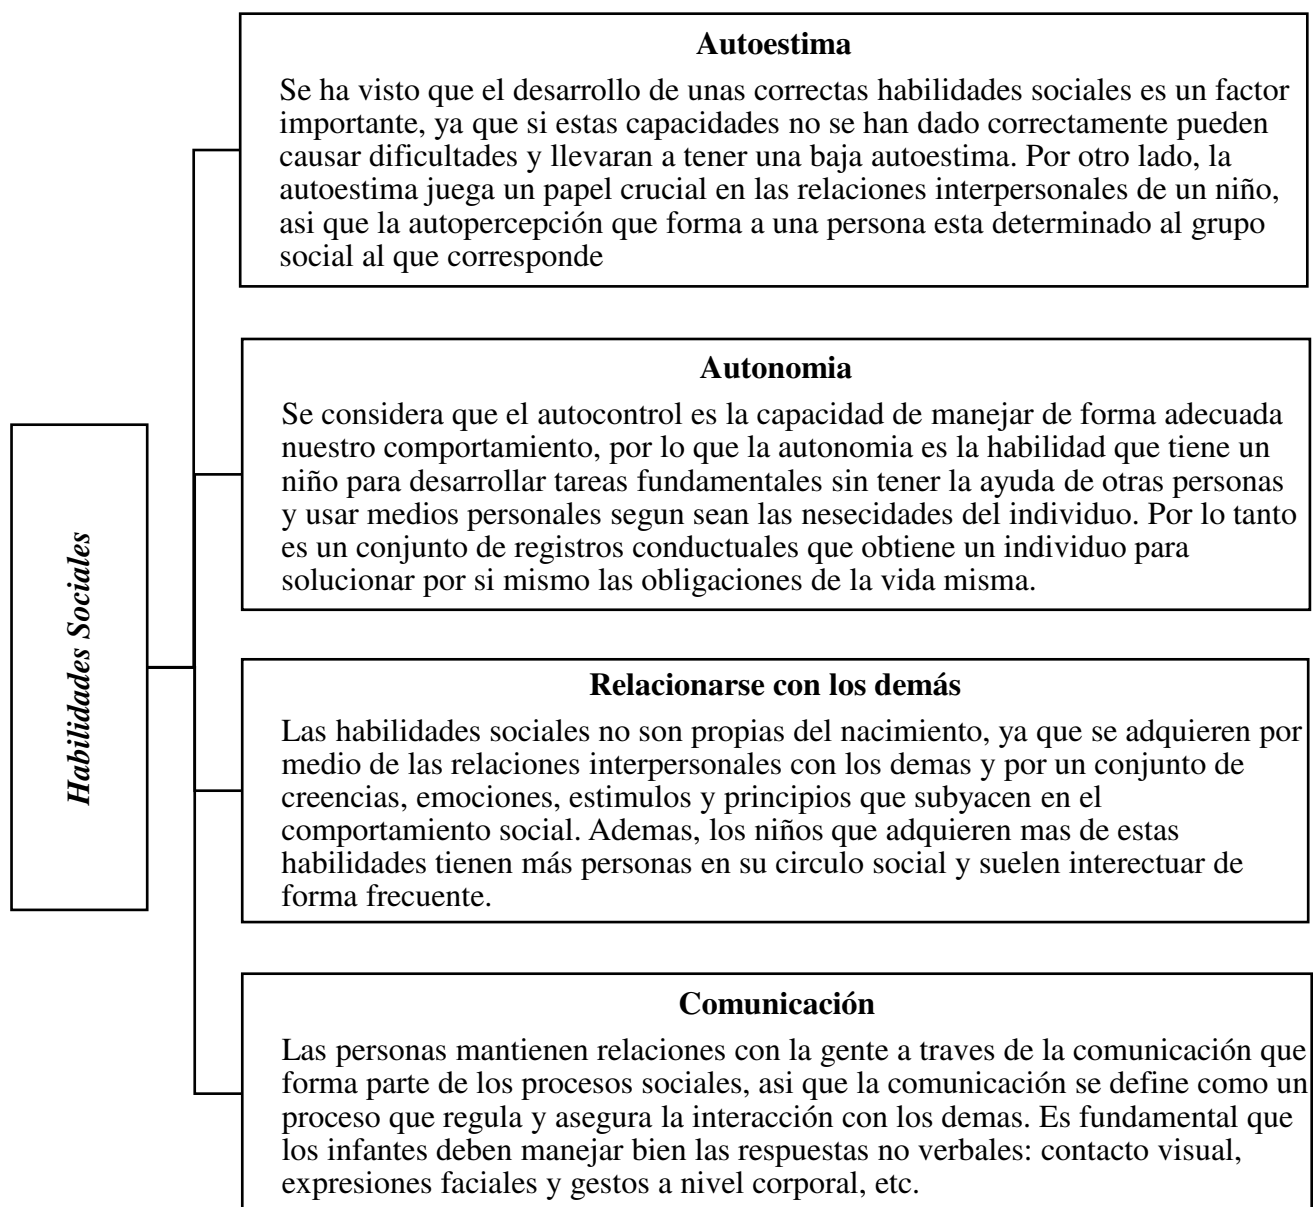 Autoestima
Se ha visto que el desarrollo de unas correctas habilidades sociales es un factor
importante, ya que si estas capacidades no se han dado correctamente pueden
causar dificultades y llevaran a tener una baja autoestima. Por otro lado, la
autoestima juega un papel crucial en las relaciones interpersonales de un niño,
asi que la autopercepción que forma a una persona esta determinado al grupo
social al que corresponde
Autonomia
Se considera que el autocontrol es la capacidad de manejar de forma adecuada
nuestro comportamiento, por lo que la autonomia es la habilidad que tiene un
niño para desarrollar tareas fundamentales sin tener la ayuda de otras personas
y usar medios personales segun sean las nesecidades del individuo. Por lo tanto
es un conjunto de registros conductuales que obtiene un individuo para
solucionar por si mismo las obligaciones de la vida misma.
Habilidades Sociales
Relacionarse con los demás
Las habilidades sociales no son propias del nacimiento, ya que se adquieren por
medio de las relaciones interpersonales con los demas y por un conjunto de
creencias, emociones, estimulos y principios que subyacen en el
comportamiento social. Ademas, los niños que adquieren mas de estas
habilidades tienen más personas en su circulo social y suelen interectuar de
forma frecuente.
Comunicación
Las personas mantienen relaciones con la gente a traves de la comunicación que
forma parte de los procesos sociales, asi que la comunicación se define como un
proceso que regula y asegura la interacción con los demas. Es fundamental que
los infantes deben manejar bien las respuestas no verbales: contacto visual,
expresiones faciales y gestos a nivel corporal, etc.